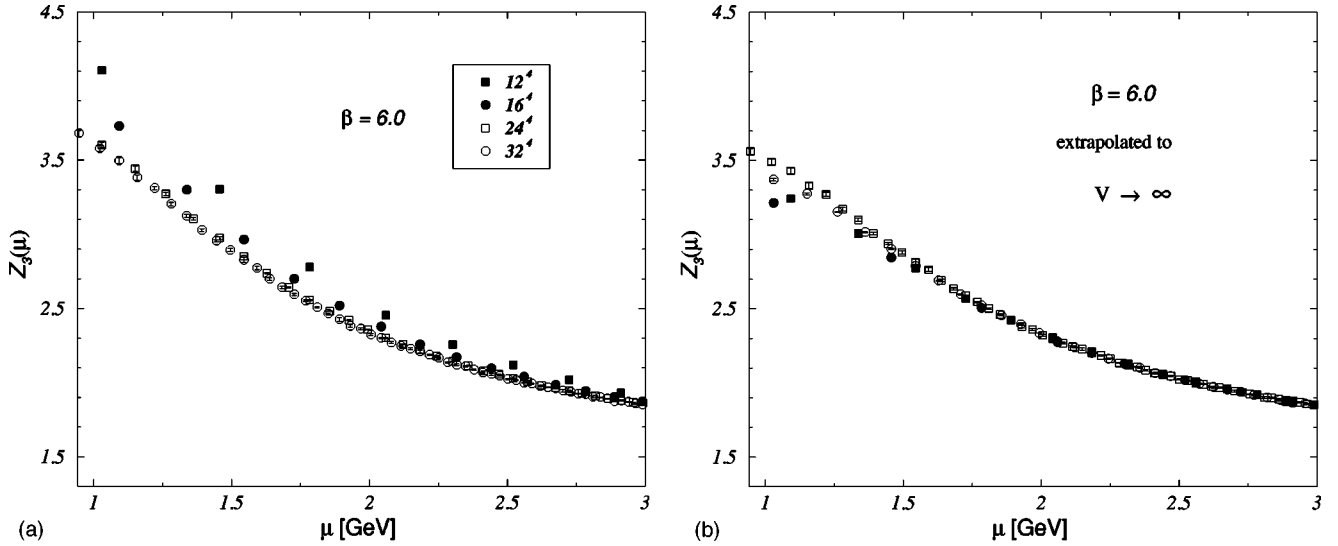 4.5
3.5
2.5
1.5
Z₃(μ)
1
1.5
2
2.5
3
μ [GeV]
β = 6.0
12⁴
16⁴
24⁴
32⁴
(a)
4.5
3.5
2.5
1.5
Z₃(μ)
1
1.5
2
2.5
3
μ [GeV]
β = 6.0
extrapolated to
V → ∞
(b)